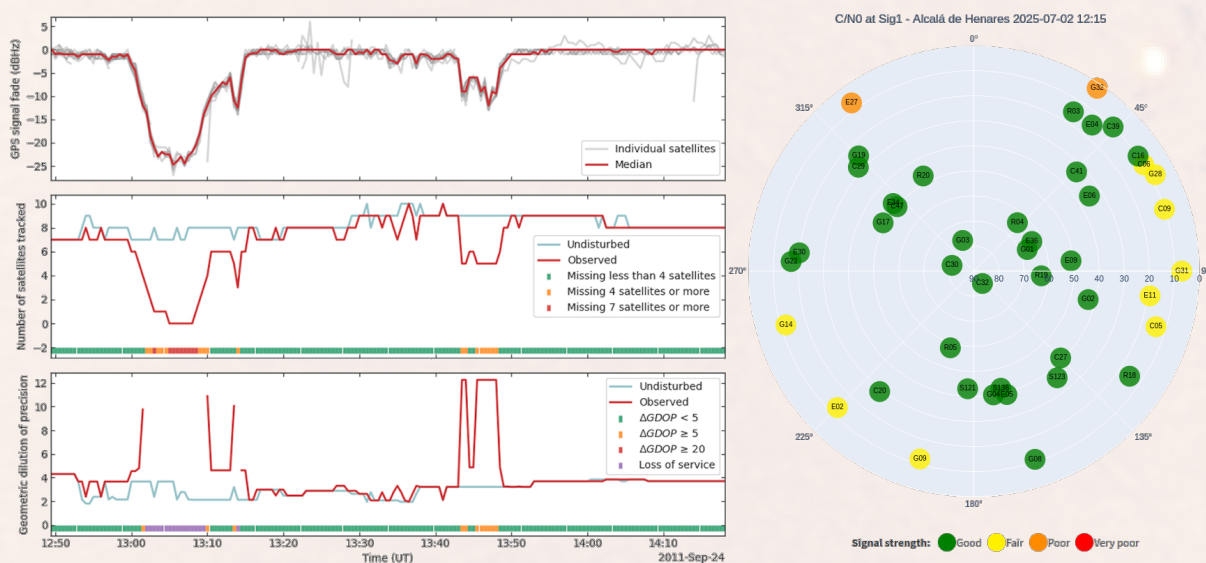 5
0
−5
−10
−15
−20
−25
GPS signal fade (dBHz)
Individual satellites
Median
10
8
6
4
2
0
−2
Number of satellites tracked
Undisturbed
Observed
Missing less than 4 satellites
Missing 4 satellites or more
Missing 7 satellites or more
12
10
8
6
4
2
0
Geometric dilution of precision
Undisturbed
Observed
ΔGDOP < 5
ΔGDOP ≥ 5
ΔGDOP ≥ 20
Loss of service
12:50 13:00 13:10 13:20 13:30 13:40 13:50 14:00 14:10
Time (UT)
2011-Sep-24
C/N0 at Sig1 - Alcalá de Henares 2025-07-02 12:15
0°
G32
E27
315°
45°
R03
E04 C39
G19
C16
C29
C06
G28
R20
C41
E06
C09
G17
R04
G03
E36
G01
E30
E09
270°
C30
R19
90 80 70 60 50 40 30 20 10 0
G31
C32
G02
E11
G14
C05
R05
C27
S123
R18
C20
S121
E02
225°
135°
G09
G08
180°
Signal strength: Good Fair Poor Very poor